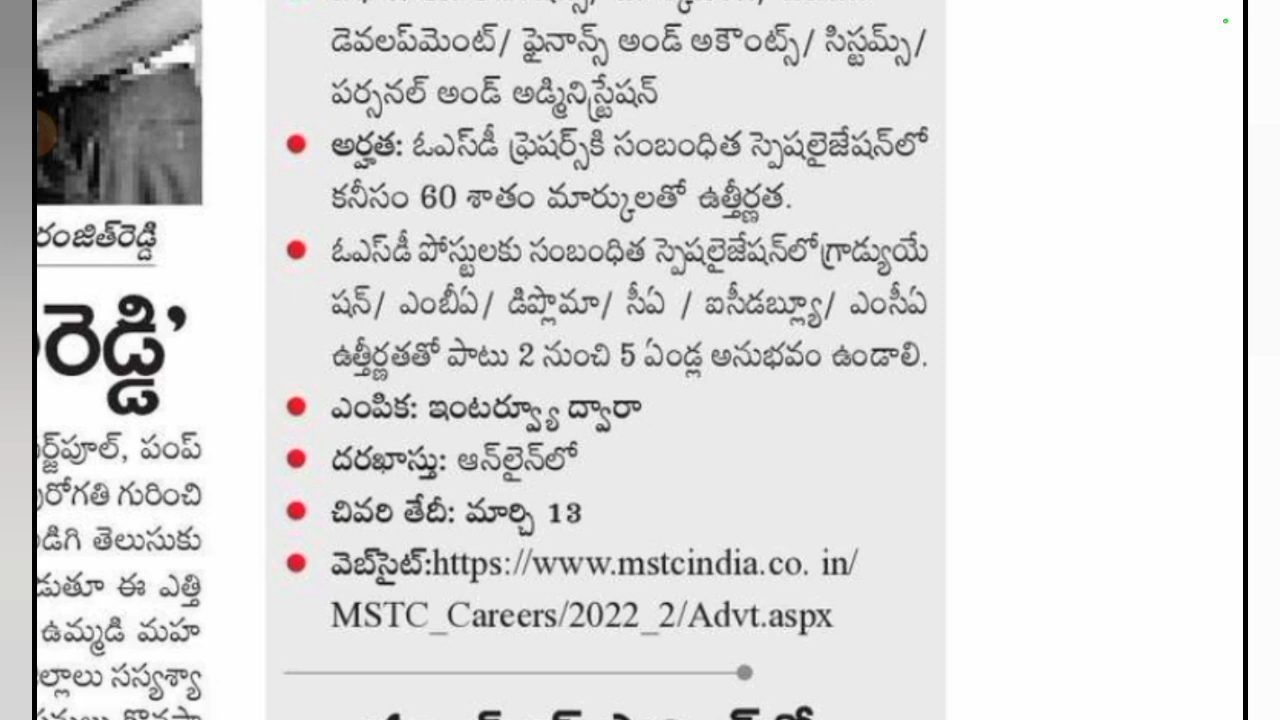 రంజిత్‌రెడ్డి
రెడ్డి’
పూల్, పంప్
గురించి
డిగి తెలుసుకు
డుతూ ఈ ఎత్తి
ఉమ్మడి మహ
ల్లాలు సస్యశ్యా
డెవలప్‌మెంట్/ ఫైనాన్స్ అండ్ అకౌంట్స్/ సిస్టమ్స్/
పర్సనల్ అండ్ అడ్మినిస్ట్రేషన్
అర్హత: ఓఎస్‌డీ ఫ్రెషర్స్‌కి సంబంధిత స్పెషలైజేషన్‌లో
కనీసం 60 శాతం మార్కులతో ఉత్తీర్ణత.
ఓఎస్‌డీ పోస్టులకు సంబంధిత స్పెషలైజేషన్‌లోగ్రాడ్యుయే
షన్/ ఎంబీఏ/ డిప్లొమా/ సీఏ / ఐసీడబ్ల్యూ/ ఎంసీఏ
ఉత్తీర్ణతతో పాటు 2 నుంచి 5 ఏండ్ల అనుభవం ఉండాలి.
ఎంపిక: ఇంటర్వ్యూ ద్వారా
దరఖాస్తు: ఆన్‌లైన్‌లో
చివరి తేదీ: మార్చి 13
వెబ్‌సైట్:https://www.mstcindia.co. in/
MSTC_Careers/2022_2/Advt.aspx